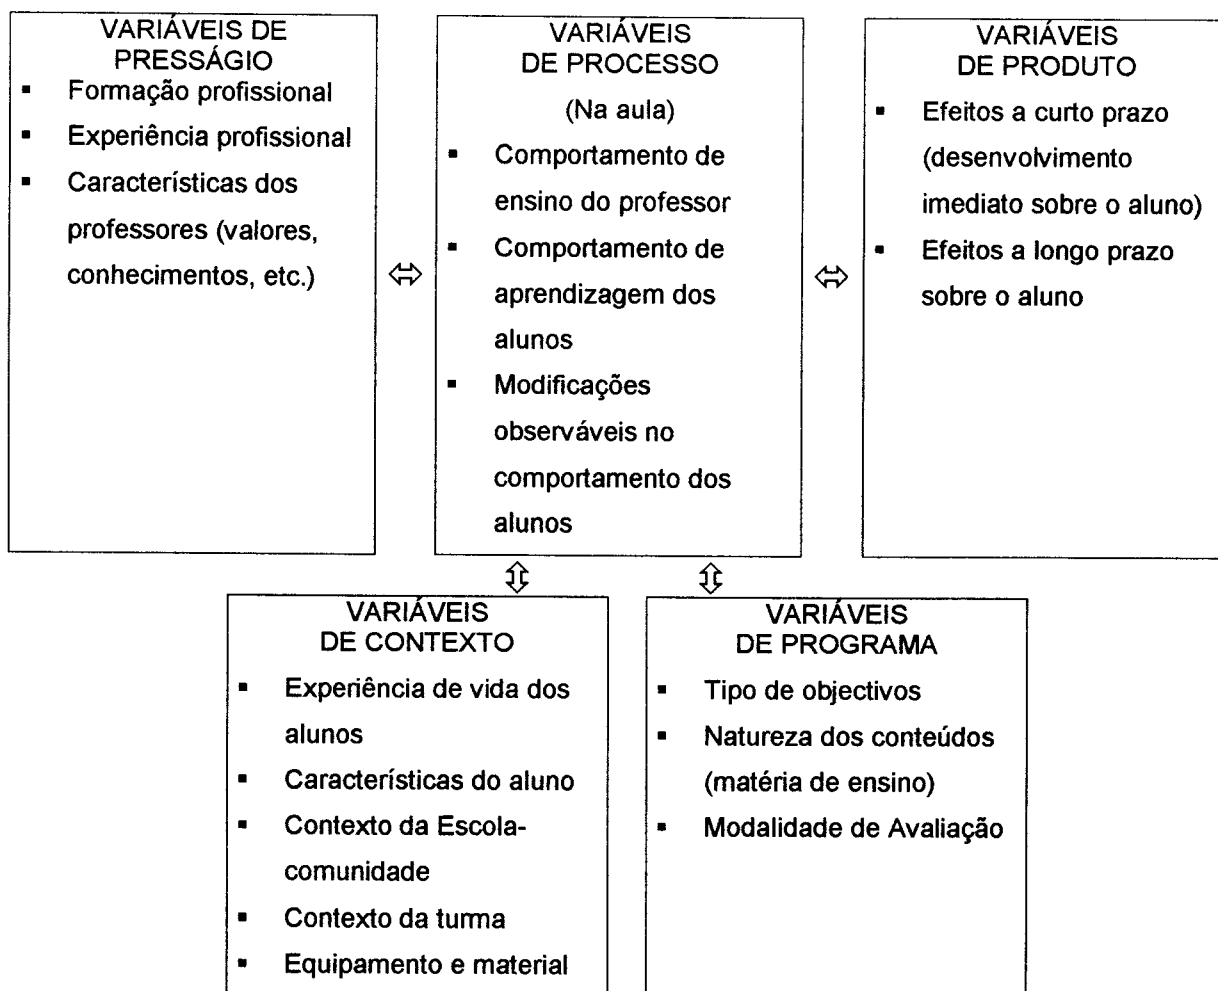 VARIÁVEIS DE
PRESSÁGIO
▪ Formação profissional
▪ Experiência profissional
▪ Característícas dos
professores (valores,
conhecimentos, etc.)
VARIÁVEIS
DE PROCESSO
(Na aula)
▪ Comportamento de
ensino do professor
▪ Comportamento de
aprendizagem dos
alunos
▪ Modificações
observáveis no
comportamento dos
alunos
VARIÁVEIS
DE PRODUTO
▪ Efeitos a curto prazo
(desenvolvimento
imediato sobre o aluno)
▪ Efeitos a longo prazo
sobre o aluno
VARIÁVEIS
DE CONTEXTO
▪ Experiência de vida dos
alunos
▪ Característícas do aluno
▪ Contexto da Escola-
comunidade
▪ Contexto da turma
▪ Equipamento e material
VARIÁVEIS
DE PROGRAMA
▪ Tipo de objectivos
▪ Natureza dos conteúdos
(matéria de ensino)
▪ Modalidade de Avaliação